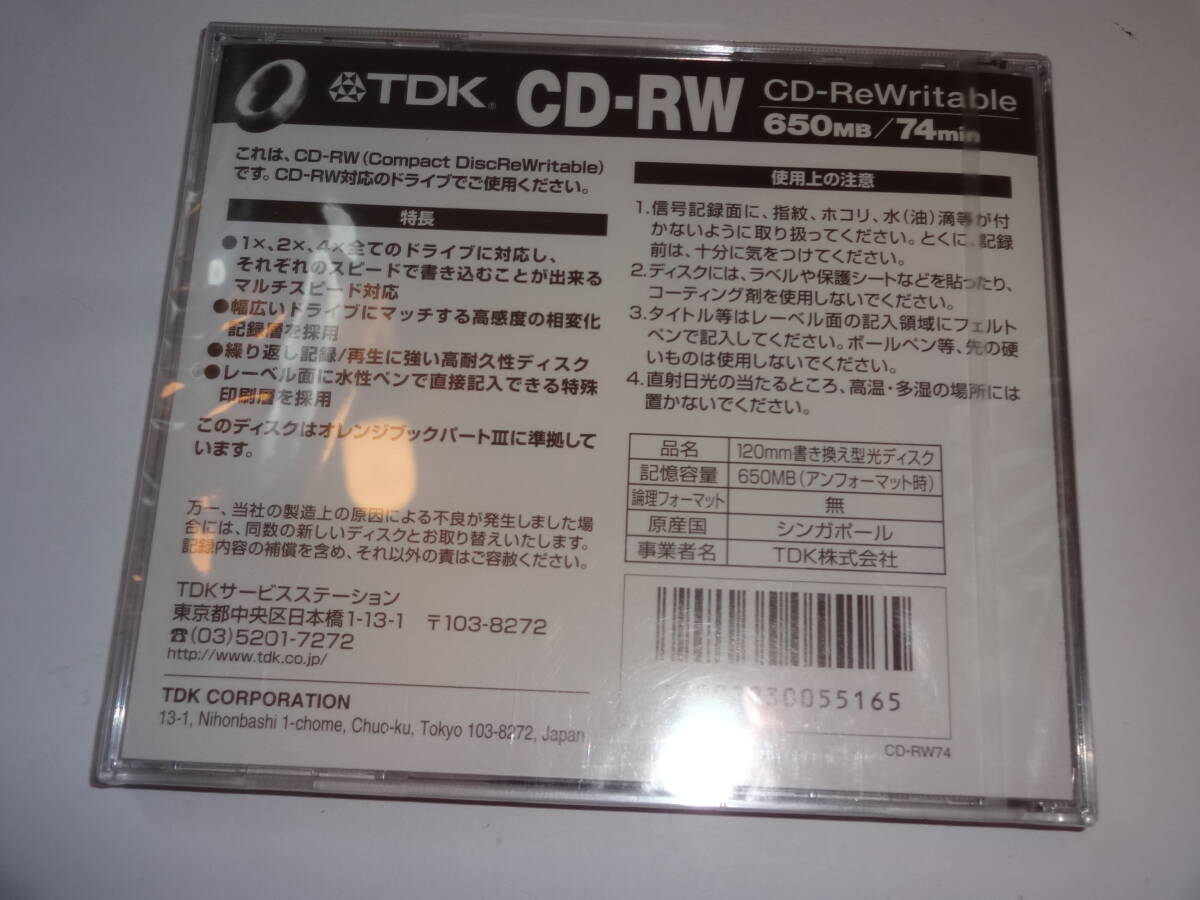 TDK® CD-RW CD-ReWritable
650MB/74min
これは、CD-RW(Compact DiscReWritable)
です。CD-RW対応のドライブでご使用ください。
特長
●1×、2×、4×全てのドライブに対応し、
それぞれのスピードで書き込むことが出来る
マルチスピード対応
●幅広いドライブにマッチする高感度の相変化
記録層を採用
●繰り返し記録/再生に強い高耐久性ディスク
●レーベル面に水性ペンで直接記入できる特殊
印刷層を採用
このディスクはオレンジブックパートⅢに準拠して
います。
万一、当社の製造上の原因による不良が発生しました場
合には、同数の新しいディスクとお取り替えいたします。
記録内容の補償を含め、それ以外の責はご容赦ください。
TDKサービスステーション
東京都中央区日本橋1-13-1 〒103-8272
☎(03)5201-7272
http://www.tdk.co.jp/
TDK CORPORATION
13-1, Nihonbashi 1-chome, Chuo-ku, Tokyo 103-8272, Japan
使用上の注意
1.信号記録面に、指紋、ホコリ、水(油)滴等が付
かないように取り扱ってください。とくに、記録
前は、十分に気をつけてください。
2.ディスクには、ラベルや保護シートなどを貼ったり、
コーティング剤を使用しないでください。
3.タイトル等はレーベル面の記入領域にフェルト
ペンで記入してください。ボールペン等、先の硬
いものは使用しないでください。
4.直射日光の当たるところ、高温・多湿の場所には
置かないでください。
品名 120mm書き換え型光ディスク
記憶容量 650MB(アンフォーマット時)
論理フォーマット 無
原産国 シンガポール
事業者名 TDK株式会社
30055165
CD-RW74